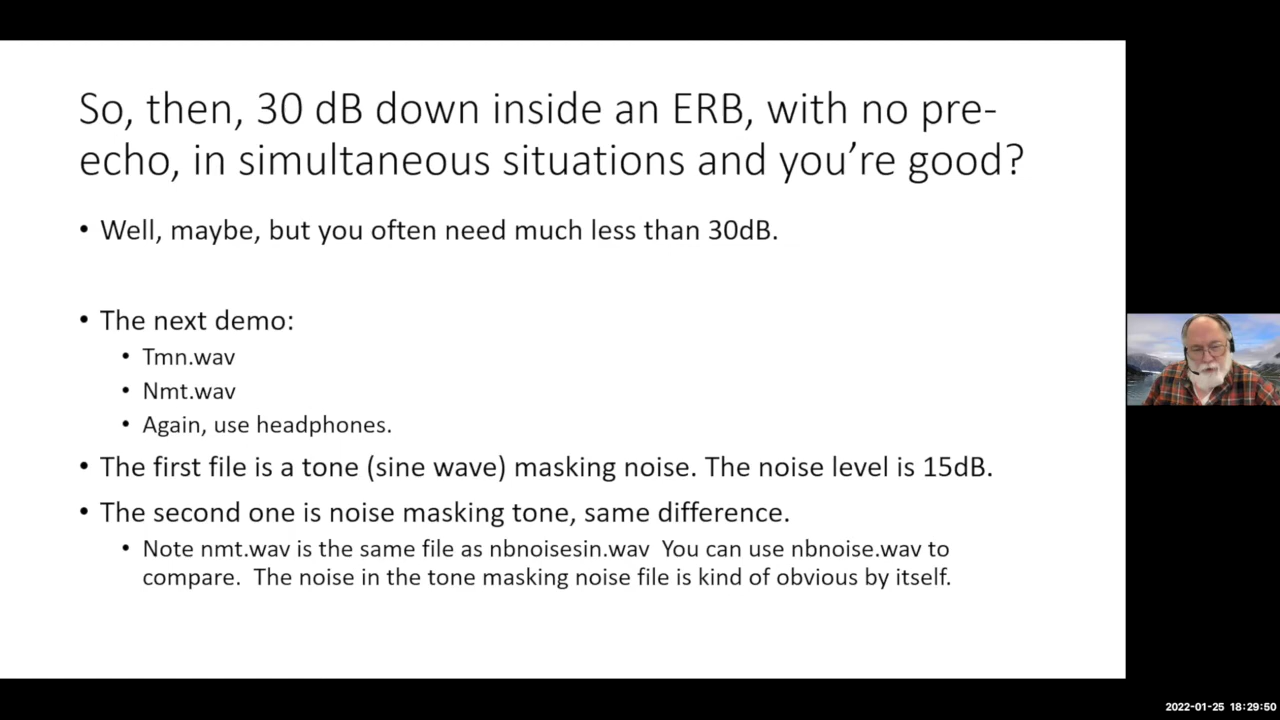 So, then, 30 dB down inside an ERB, with no pre-
echo, in simultaneous situations and you’re good?
• Well, maybe, but you often need much less than 30dB.
• The next demo:
• Tmn.wav
• Nmt.wav
• Again, use headphones.
• The first file is a tone (sine wave) masking noise. The noise level is 15dB.
• The second one is noise masking tone, same difference.
• Note nmt.wav is the same file as nbnoisesin.wav  You can use nbnoise.wav to
compare.  The noise in the tone masking noise file is kind of obvious by itself.
2022-01-25 18:29:50